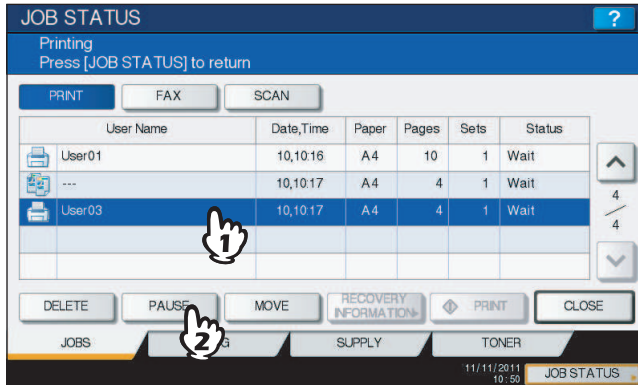 JOB STATUS ?
Printing
Press [JOB STATUS] to return
PRINT FAX SCAN
User Name Date,Time Paper Pages Sets Status
User01 10,10:16 A4 10 1 Wait
--- 10,10:17 A4 4 1 Wait
User03 10,10:17 A4 4 1 Wait
4
4
1
DELETE PAUSE MOVE RECOVERY INFORMATION PRINT CLOSE
2
JOBS G SUPPLY TONER
11/11/2011
10:50
JOB STATUS